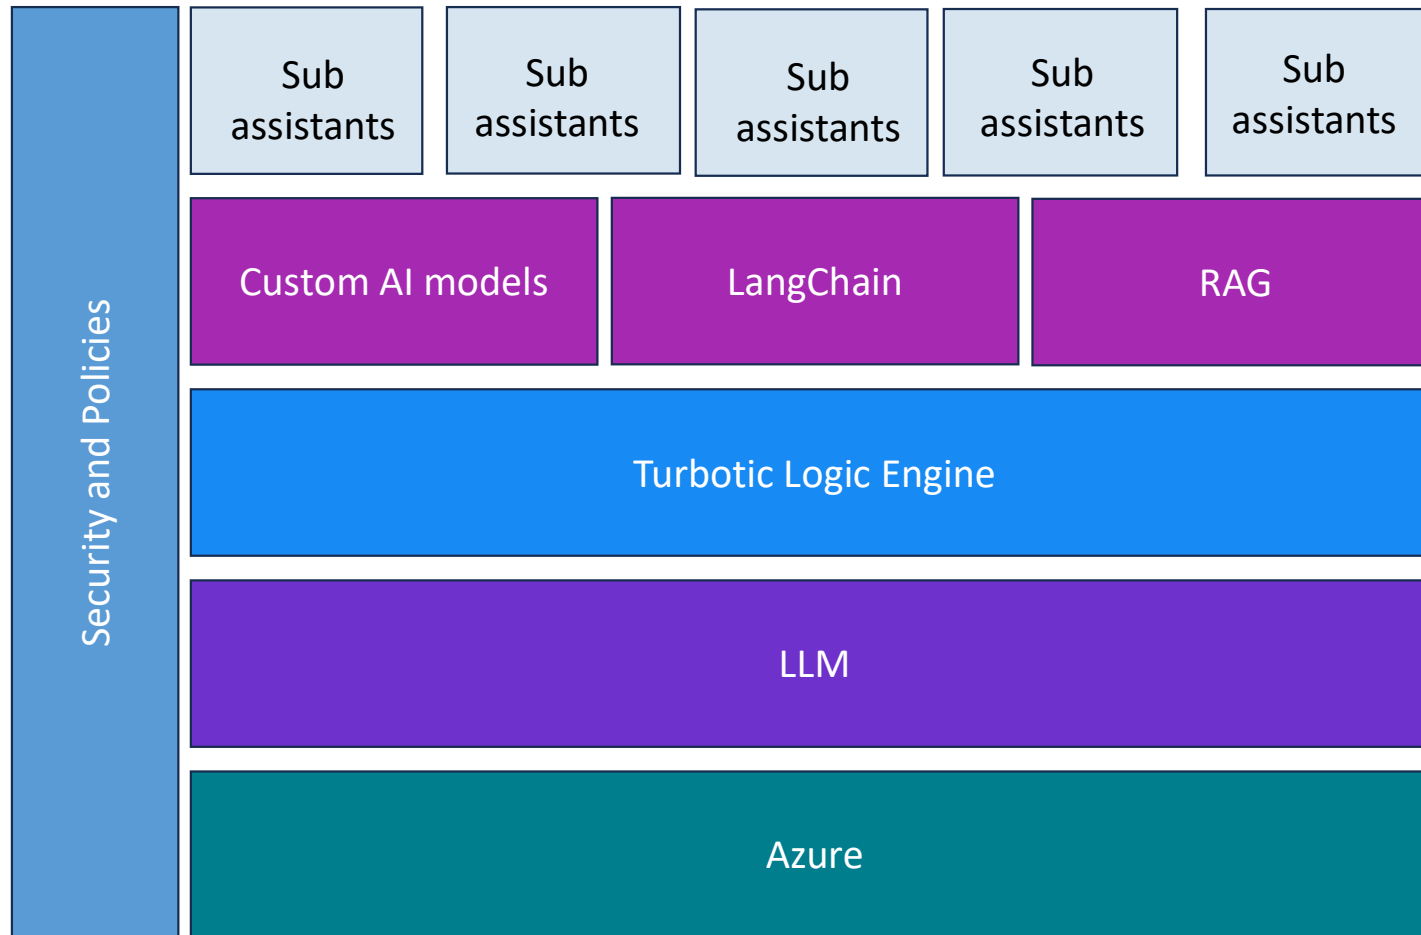 Security and Policies
Sub
assistants
Sub
assistants
Sub
assistants
Sub
assistants
Sub
assistants
Custom AI models
LangChain
RAG
Turbotic Logic Engine
LLM
Azure